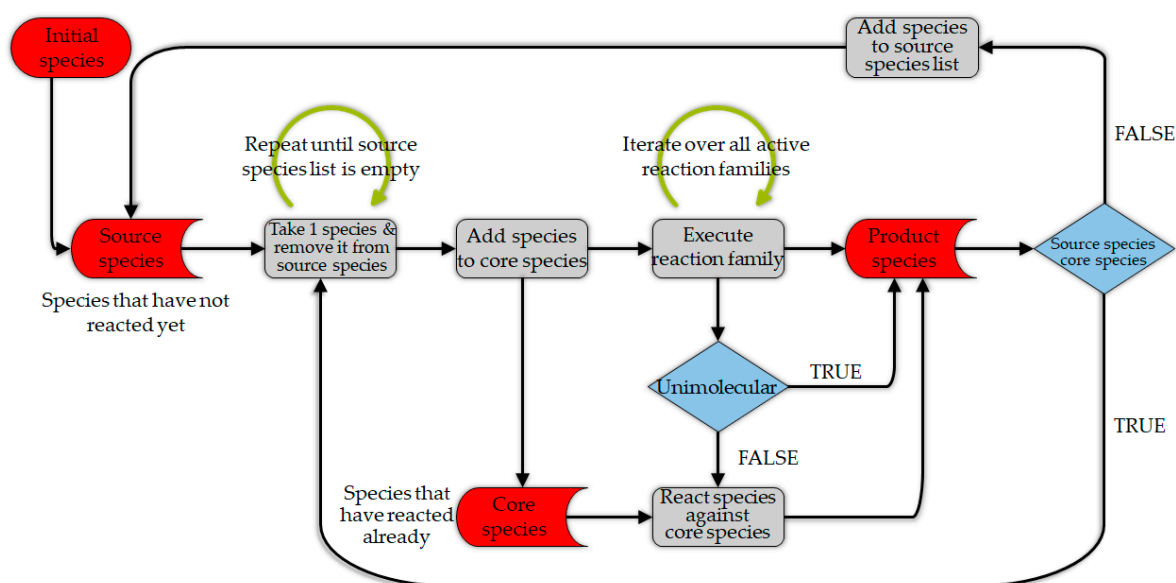 Initial
species
Add species
to source
species list
FALSE
Repeat until source
species list is empty
Iterate over all active
reaction families
Source
species
Take 1 species &
remove it from
source species
Add species
to core species
Execute
reaction family
Product
species
Source species
core species
Species that have not
reacted yet
Unimolecular
TRUE
TRUE
FALSE
Species that
have reacted
already
Core
species
React species
against
core species